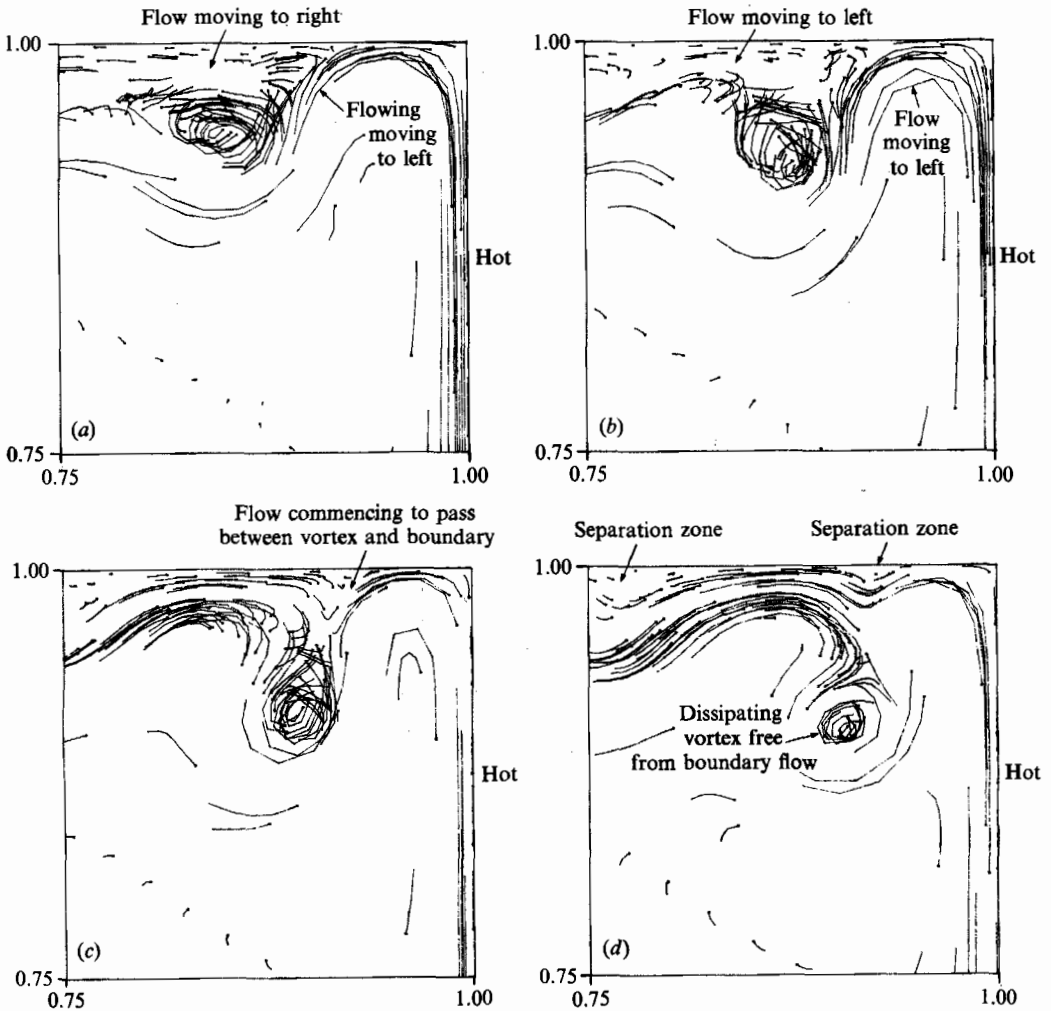 Flow moving to right
1.00
Flowing
moving
to left
Hot
(a)
0.75
0.75
1.00
Flow moving to left
1.00
Flow
moving
to left
Hot
(b)
0.75
0.75
1.00
Flow commencing to pass
between vortex and boundary
1.00
Hot
(c)
0.75
0.75
1.00
Separation zone
Separation zone
1.00
Dissipating
vortex free
from boundary flow
Hot
(d)
0.75
0.75
1.00